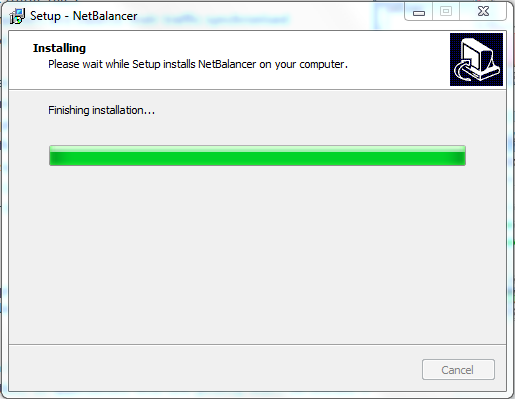 Setup - NetBalancer
Installing
Please wait while Setup installs NetBalancer on your computer.
Finishing installation...
Cancel